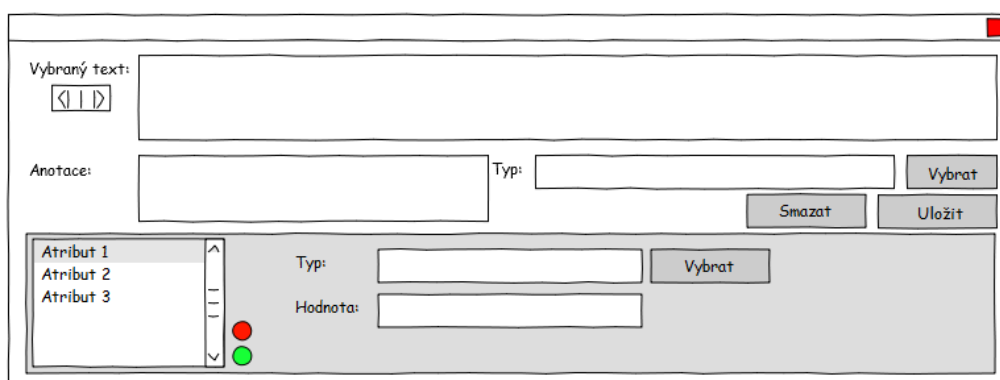 Vybraný text:
Anotace:
Typ:
Vybrat
Smazat
Uložit
Atribut 1
Atribut 2
Atribut 3
Typ:
Vybrat
Hodnota: